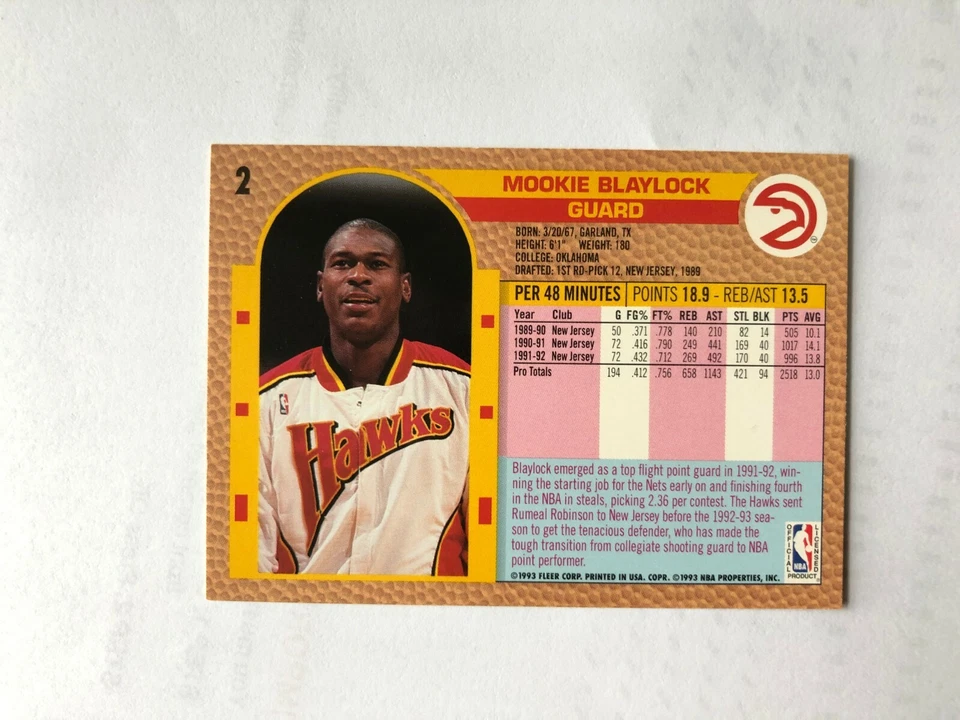 2
MOOKIE BLAYLOCK
GUARD
BORN: 3/20/67, GARLAND, TX
HEIGHT: 6'1" WEIGHT: 180
COLLEGE: OKLAHOMA
DRAFTED: 1ST RD-PICK 12, NEW JERSEY, 1989
PER 48 MINUTES POINTS 18.9 - REB/AST 13.5
Year Club G FG% FT% REB AST STL BLK PTS AVG
1989-90 New Jersey 50 .371 .778 140 210 82 14 505 10.1
1990-91 New Jersey 72 .416 .790 249 441 169 40 1017 14.1
1991-92 New Jersey 72 .432 .712 269 492 170 40 996 13.8
Pro Totals 194 .412 .756 658 1143 421 94 2518 13.0
Hawks
Blaylock emerged as a top flight point guard in 1991-92, win-
ning the starting job for the Nets early on and finishing fourth
in the NBA in steals, picking 2.36 per contest. The Hawks sent
Rumeal Robinson to New Jersey before the 1992-93 sea-
son to get the tenacious defender, who has made the
tough transition from collegiate shooting guard to NBA
point performer.
OFFICIAL
LICENSED
NBA
PRODUCT
©1993 FLEER CORP. PRINTED IN USA. COPR. ©1993 NBA PROPERTIES, INC.